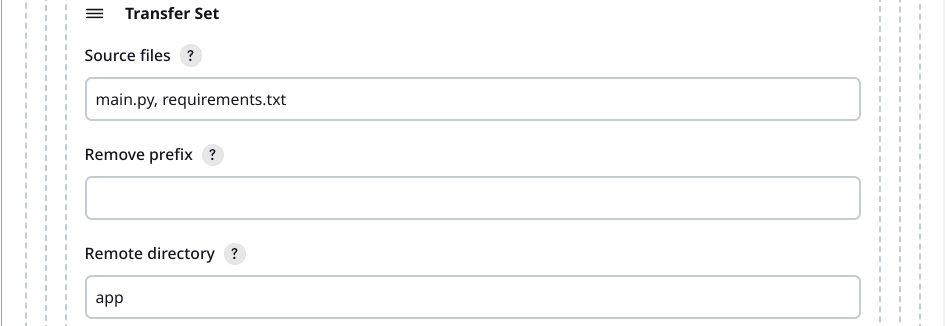 Transfer Set
Source files ?
main.py, requirements.txt
Remove prefix ?
Remote directory ?
app